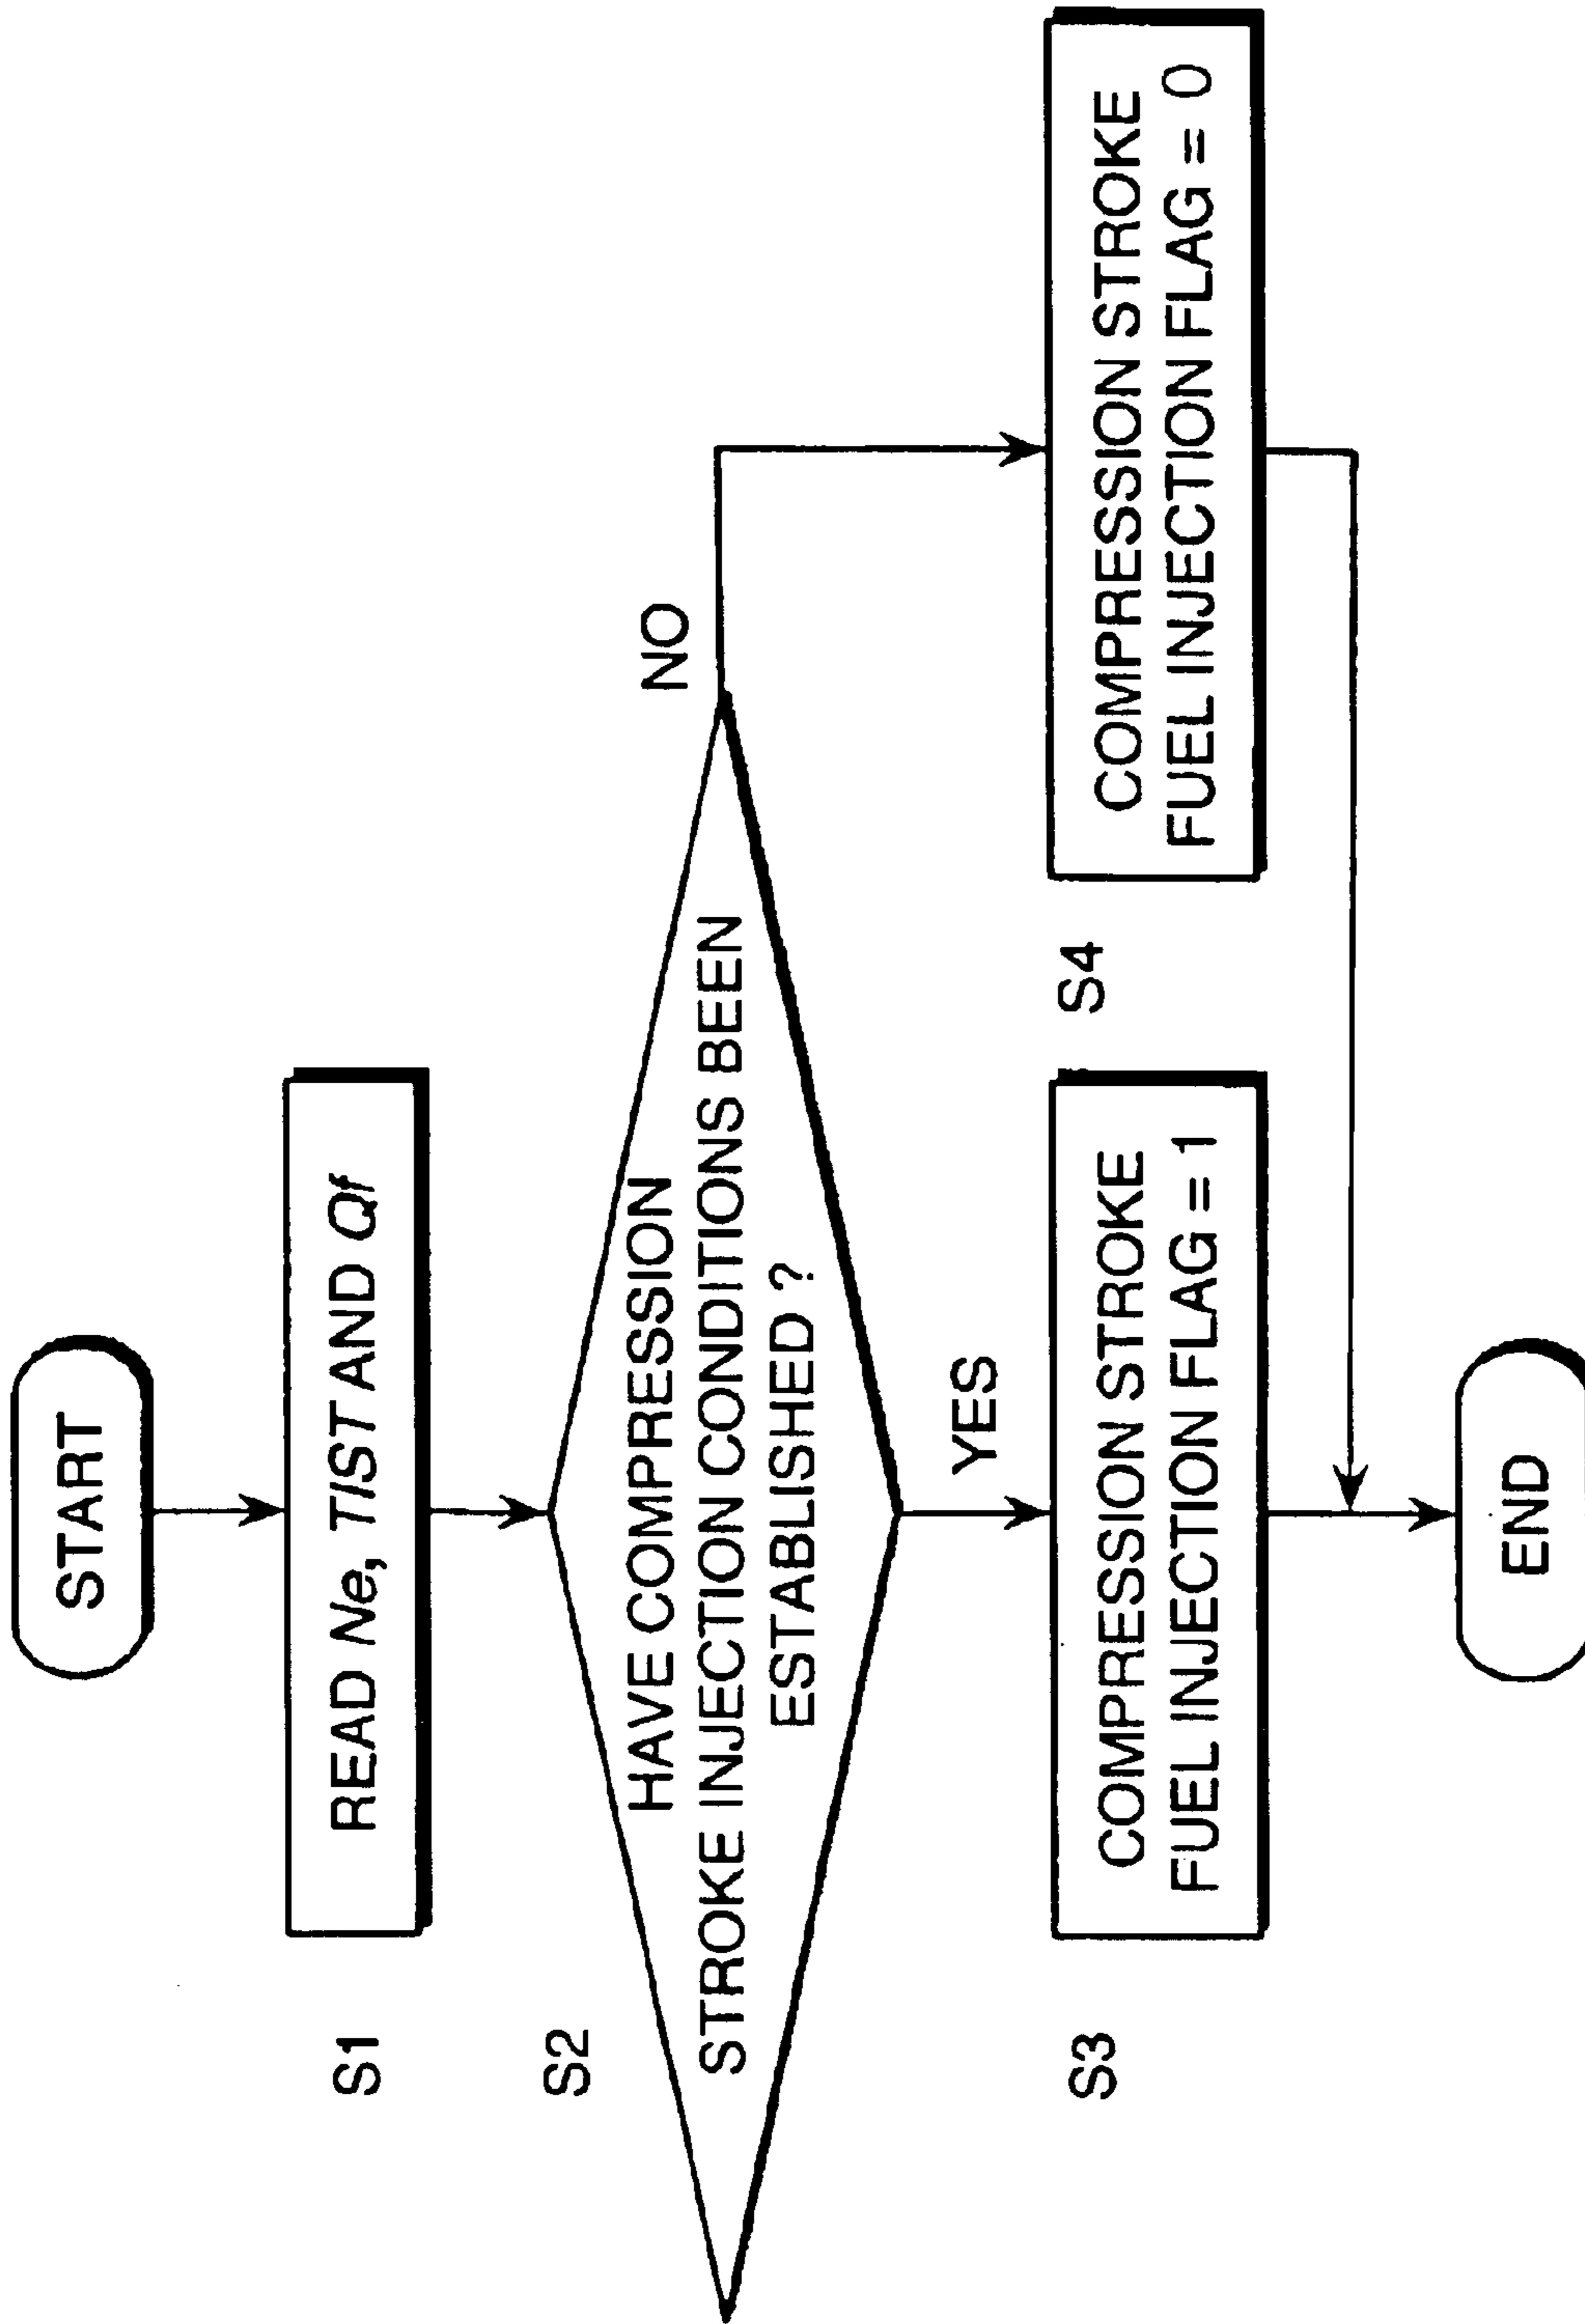 START
S1
READ Ne, TIST AND Qi
S2
HAVE COMPRESSION
STROKE INJECTION CONDITIONS BEEN
ESTABLISHED ?
NO
YES
S3
COMPRESSION STROKE
FUEL INJECTION FLAG = 1
S4
COMPRESSION STROKE
FUEL INJECTION FLAG = 0
END